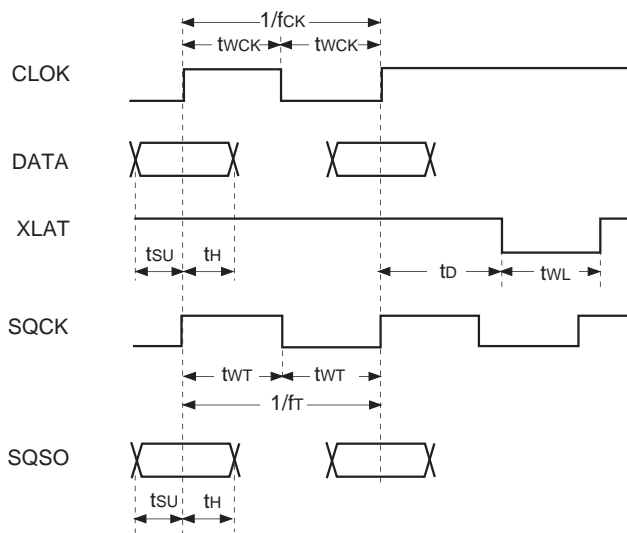 1/fCK
tWCK tWCK
CLOK
DATA
XLAT
tSU tH tD tWL
SQCK
tWT tWT
1/fT
SQSO
tSU tH